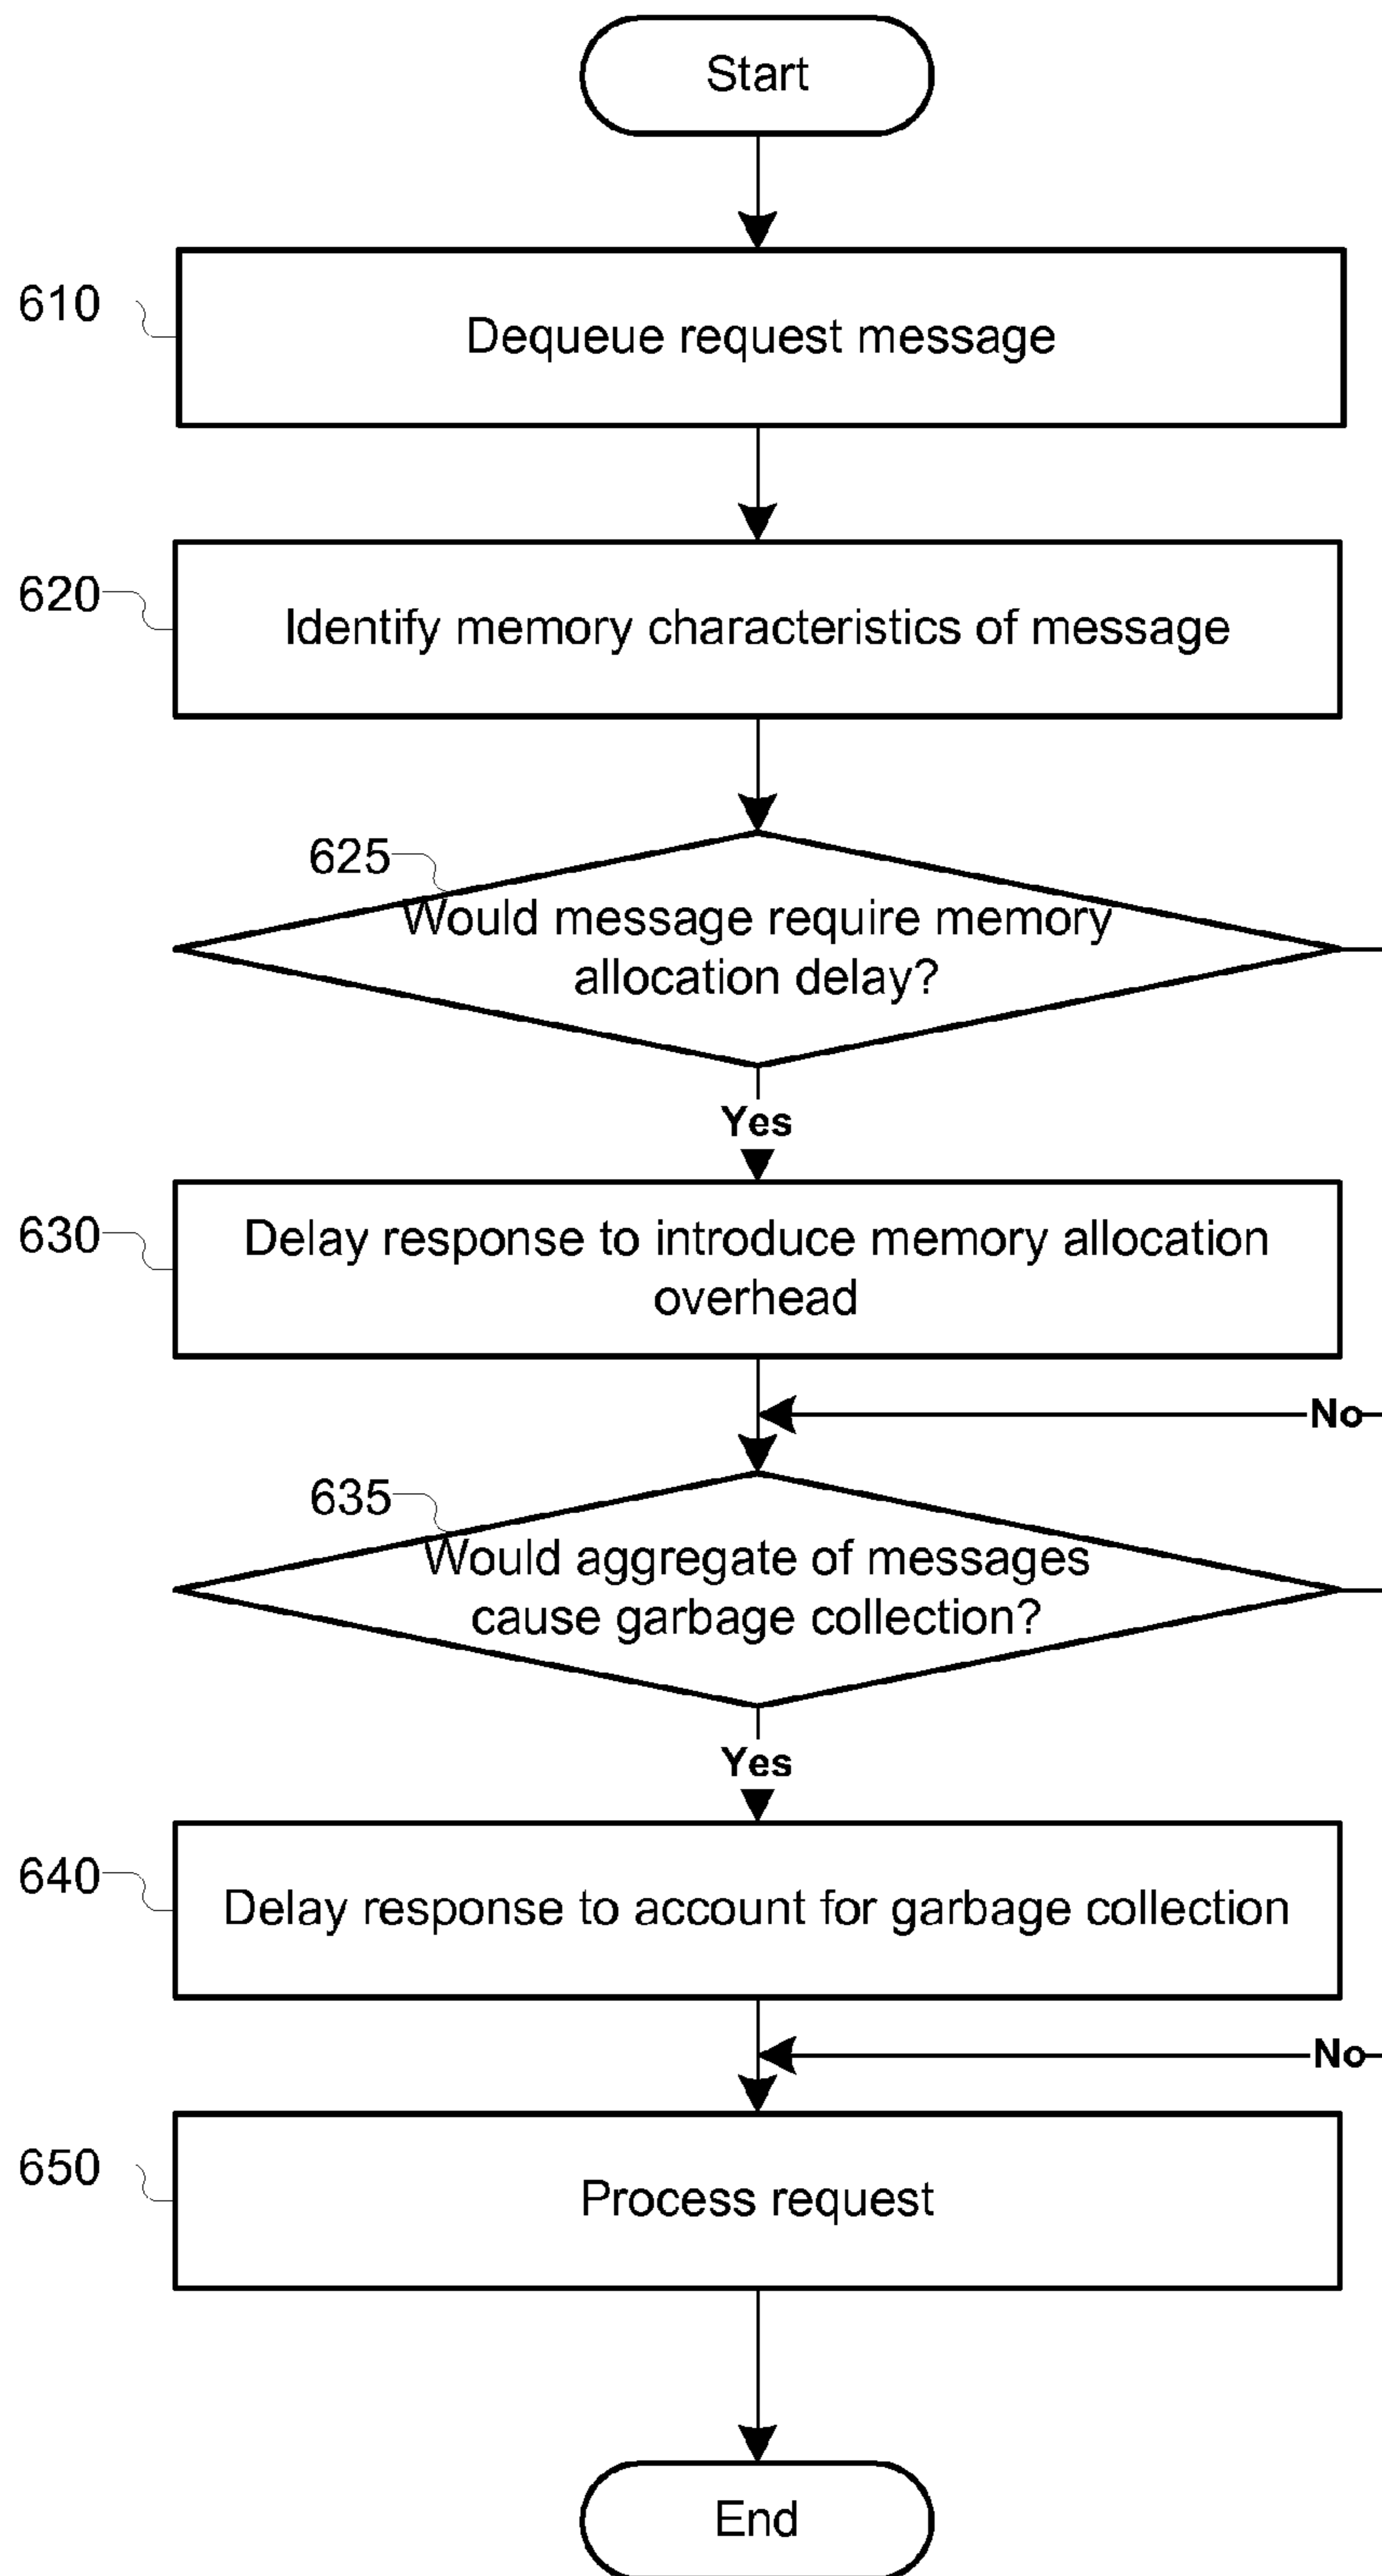 Start
610
Dequeue request message
620
Identify memory characteristics of message
625
Would message require memory
allocation delay?
Yes
630
Delay response to introduce memory allocation
overhead
No
635
Would aggregate of messages
cause garbage collection?
Yes
640
Delay response to account for garbage collection
No
650
Process request
End